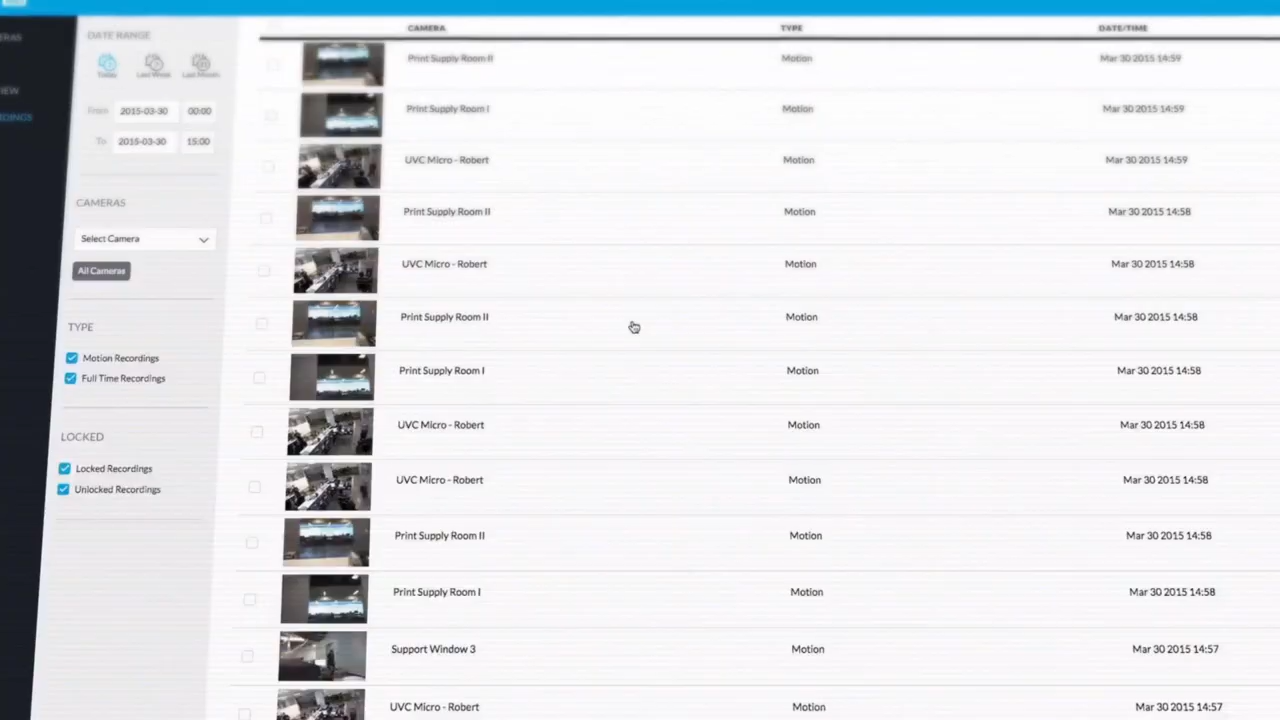 ERAS
VIEW
RDINGS
DATE RANGE
Today Last Week Last Month
From 2015-03-30 00:00
To 2015-03-30 15:00
CAMERAS
Select Camera
All Cameras
TYPE
Motion Recordings
Full Time Recordings
LOCKED
Locked Recordings
Unlocked Recordings
CAMERA TYPE DATE/TIME
Print Supply Room II Motion Mar 30 2015 14:59
Print Supply Room I Motion Mar 30 2015 14:59
UVC Micro - Robert Motion Mar 30 2015 14:59
Print Supply Room II Motion Mar 30 2015 14:58
UVC Micro - Robert Motion Mar 30 2015 14:58
Print Supply Room II Motion Mar 30 2015 14:58
Print Supply Room I Motion Mar 30 2015 14:58
UVC Micro - Robert Motion Mar 30 2015 14:58
UVC Micro - Robert Motion Mar 30 2015 14:58
Print Supply Room II Motion Mar 30 2015 14:58
Print Supply Room I Motion Mar 30 2015 14:58
Support Window 3 Motion Mar 30 2015 14:57
UVC Micro - Robert Motion Mar 30 2015 14:57